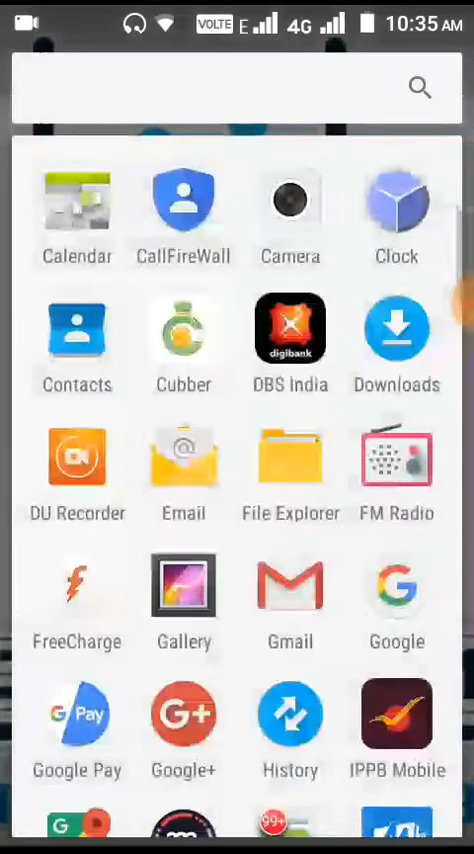 VOLTE E 4G 10:35 AM
Calendar CallFireWall Camera Clock
digibank
Contacts Cubber DBS India Downloads
@
DU Recorder Email File Explorer FM Radio
G
FreeCharge Gallery Gmail Google
G Pay G+
Google Pay Google+ History IPPB Mobile
G 99+